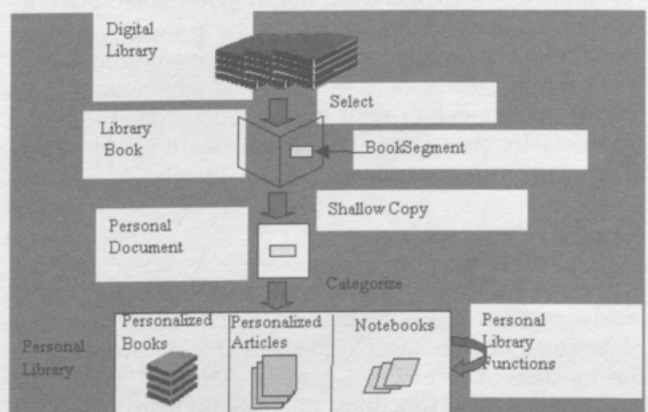 Digital
Library
Select
Library
Book
BookSegment
Shallow Copy
Personal
Document
Categorize
Personalized
Books
Personalized
Articles
Notebooks
Personal
Library
Functions
Personal
Library